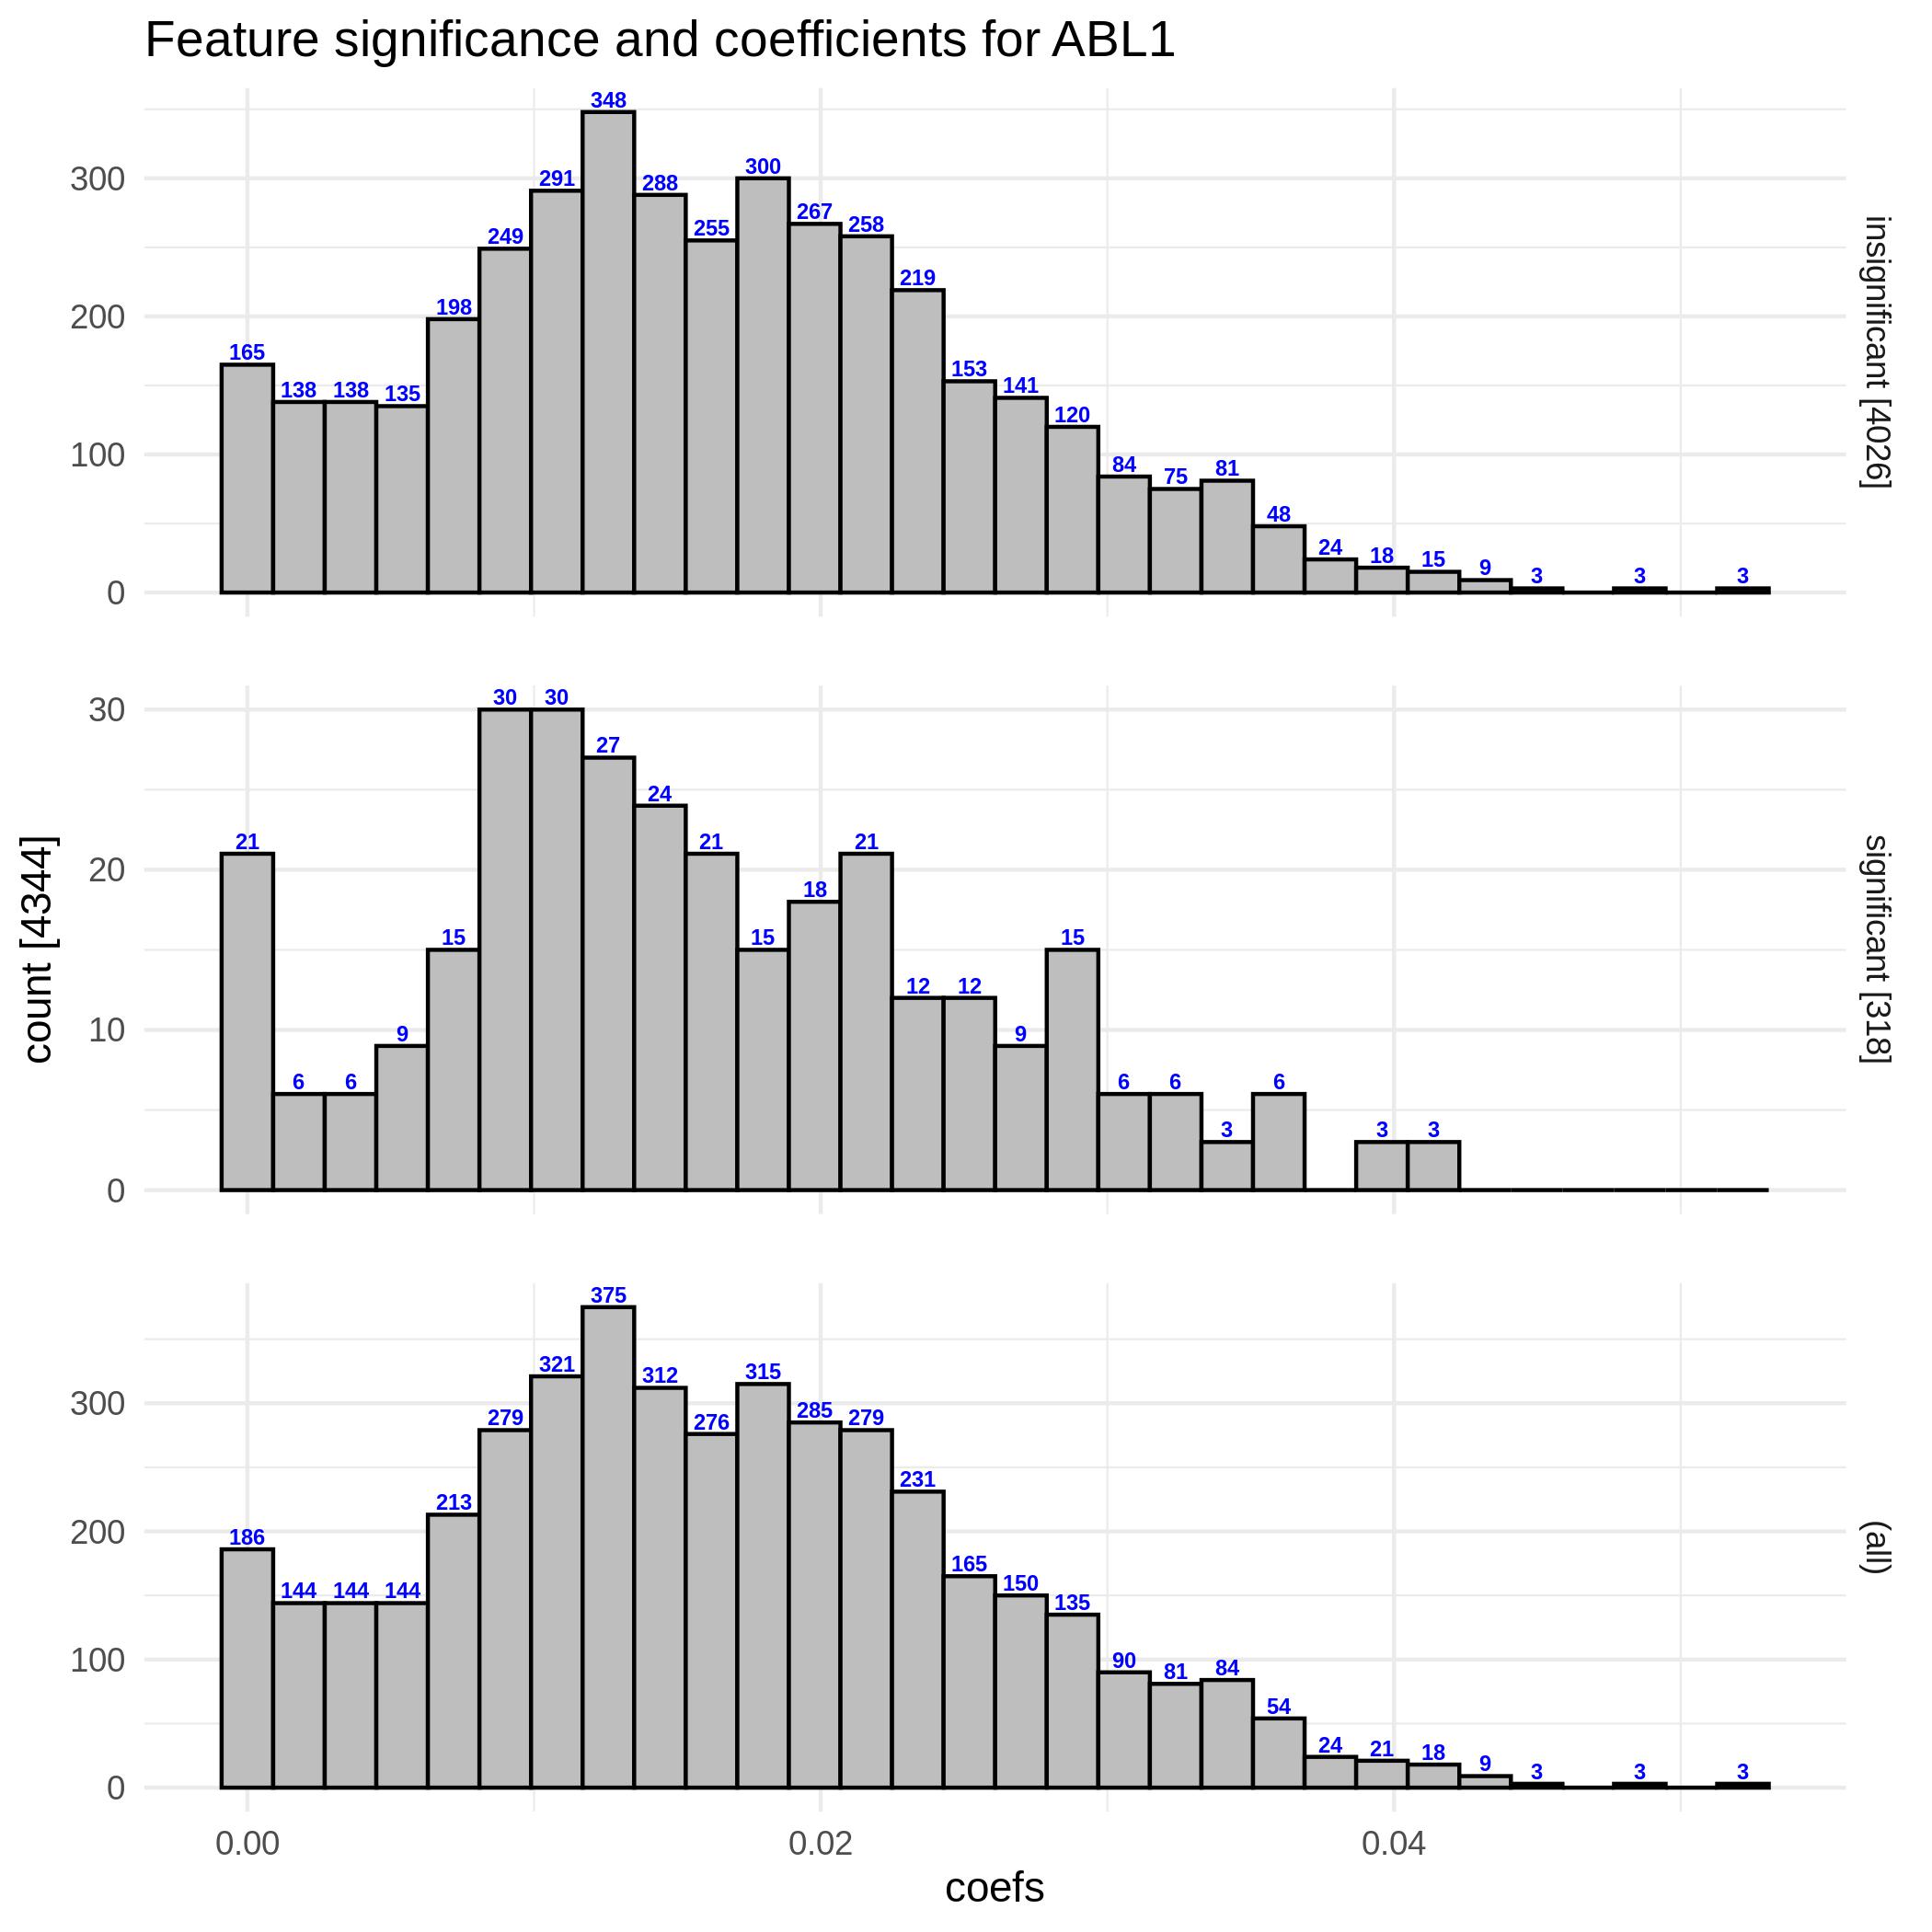 Feature significance and coefficients for ABL1
348
300
291
288
267
258
255
249
219
198
165
153
141
138 138 135
120
84 75 81
48
24 18 15 9 3 3 3
300
200
100
0
insignificant [4026]
30 30
27
24
21 21 21
18
15 15 15
12 12
9 9
6 6 6 6 6
3 3 3
30
20
10
0
significant [318]
count [4344]
375
321
312 315
279 276 285 279
231
213
186
165
144 144 144 150
135
90 81 84
54
24 21 18 9 3 3 3
300
200
100
0
(all)
0.00 0.02 0.04
coefs